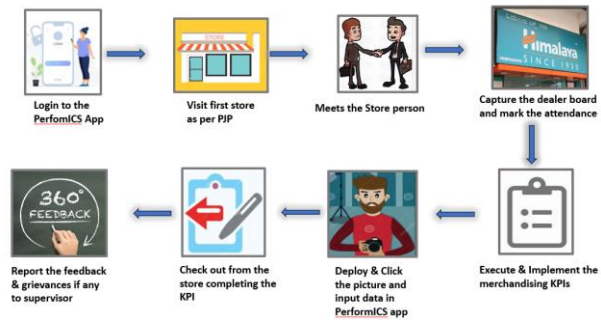 STORE
Himalaya
SINCE 1930
Login to the
PerfomICS App
Visit first store
as per PJP
Meets the Store person
Capture the dealer board
and mark the attendance
360°
FEEDBACK
Report the feedback
& grievances if any
to supervisor
Check out from the
store completing the
KPI
Deploy & Click
the picture and
input data in
PerformICS app
Execute & Implement the
merchandising KPIs